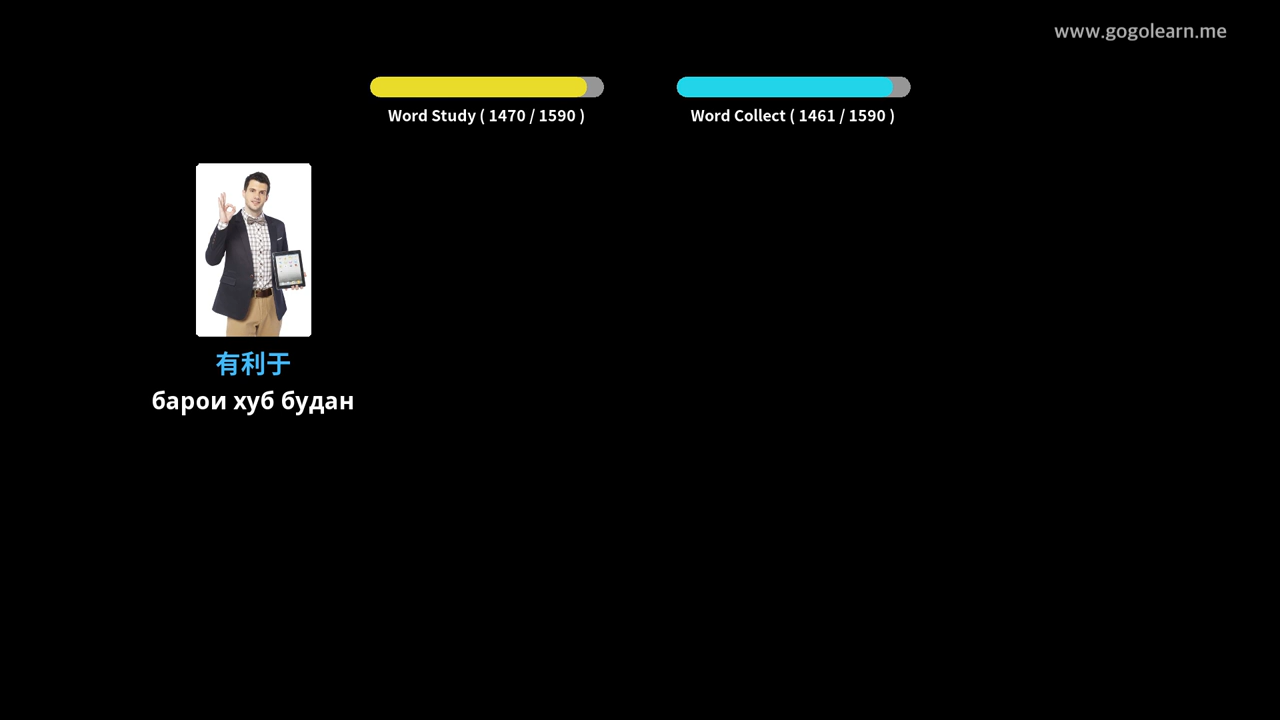 www.gogolearn.me
Word Study ( 1470 / 1590 )
Word Collect ( 1461 / 1590 )
有利于
барои хуб будан